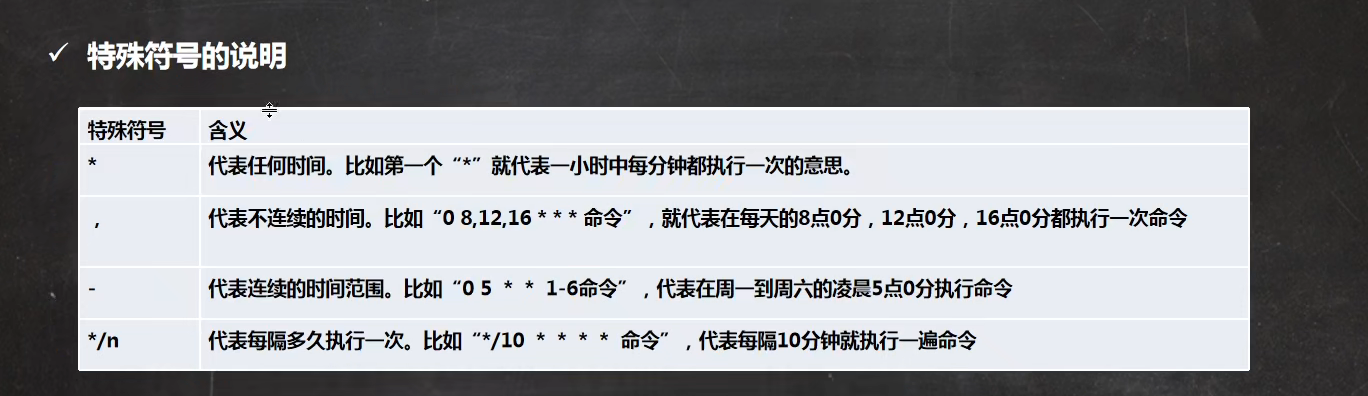 ✓ 特殊符号的说明
特殊符号 含义
* 代表任何时间。比如第一个“*”就代表一小时中每分钟都执行一次的意思。
， 代表不连续的时间。比如“0 8,12,16 * * * 命令”，就代表在每天的8点0分，12点0分，16点0分都执行一次命令
- 代表连续的时间范围。比如“0 5 * * 1-6命令”，代表在周一到周六的凌晨5点0分执行命令
*/n 代表每隔多久执行一次。比如“*/10 * * * * 命令”，代表每隔10分钟就执行一遍命令